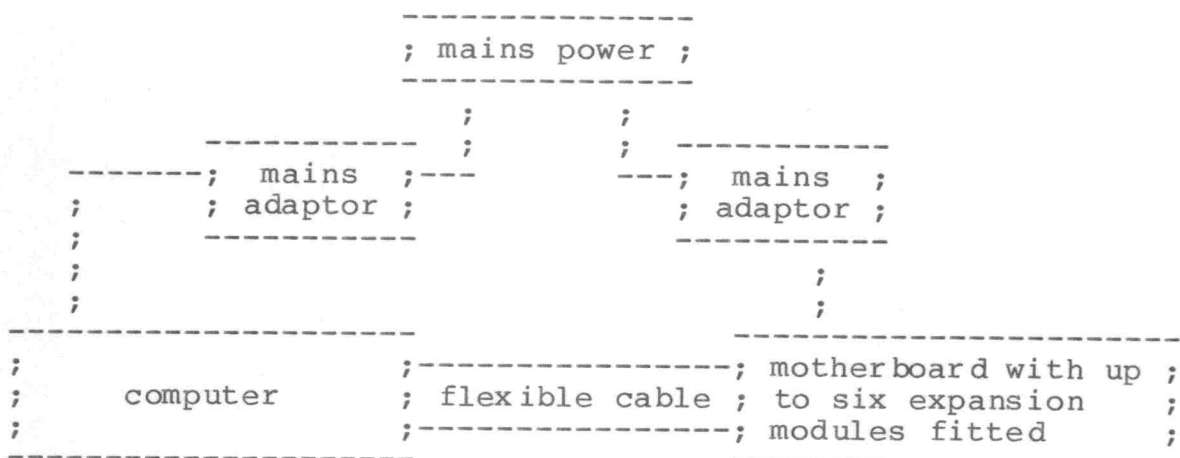 mains power
mains
adaptor
mains
adaptor
computer
flexible cable
motherboard with up
to six expansion
modules fitted